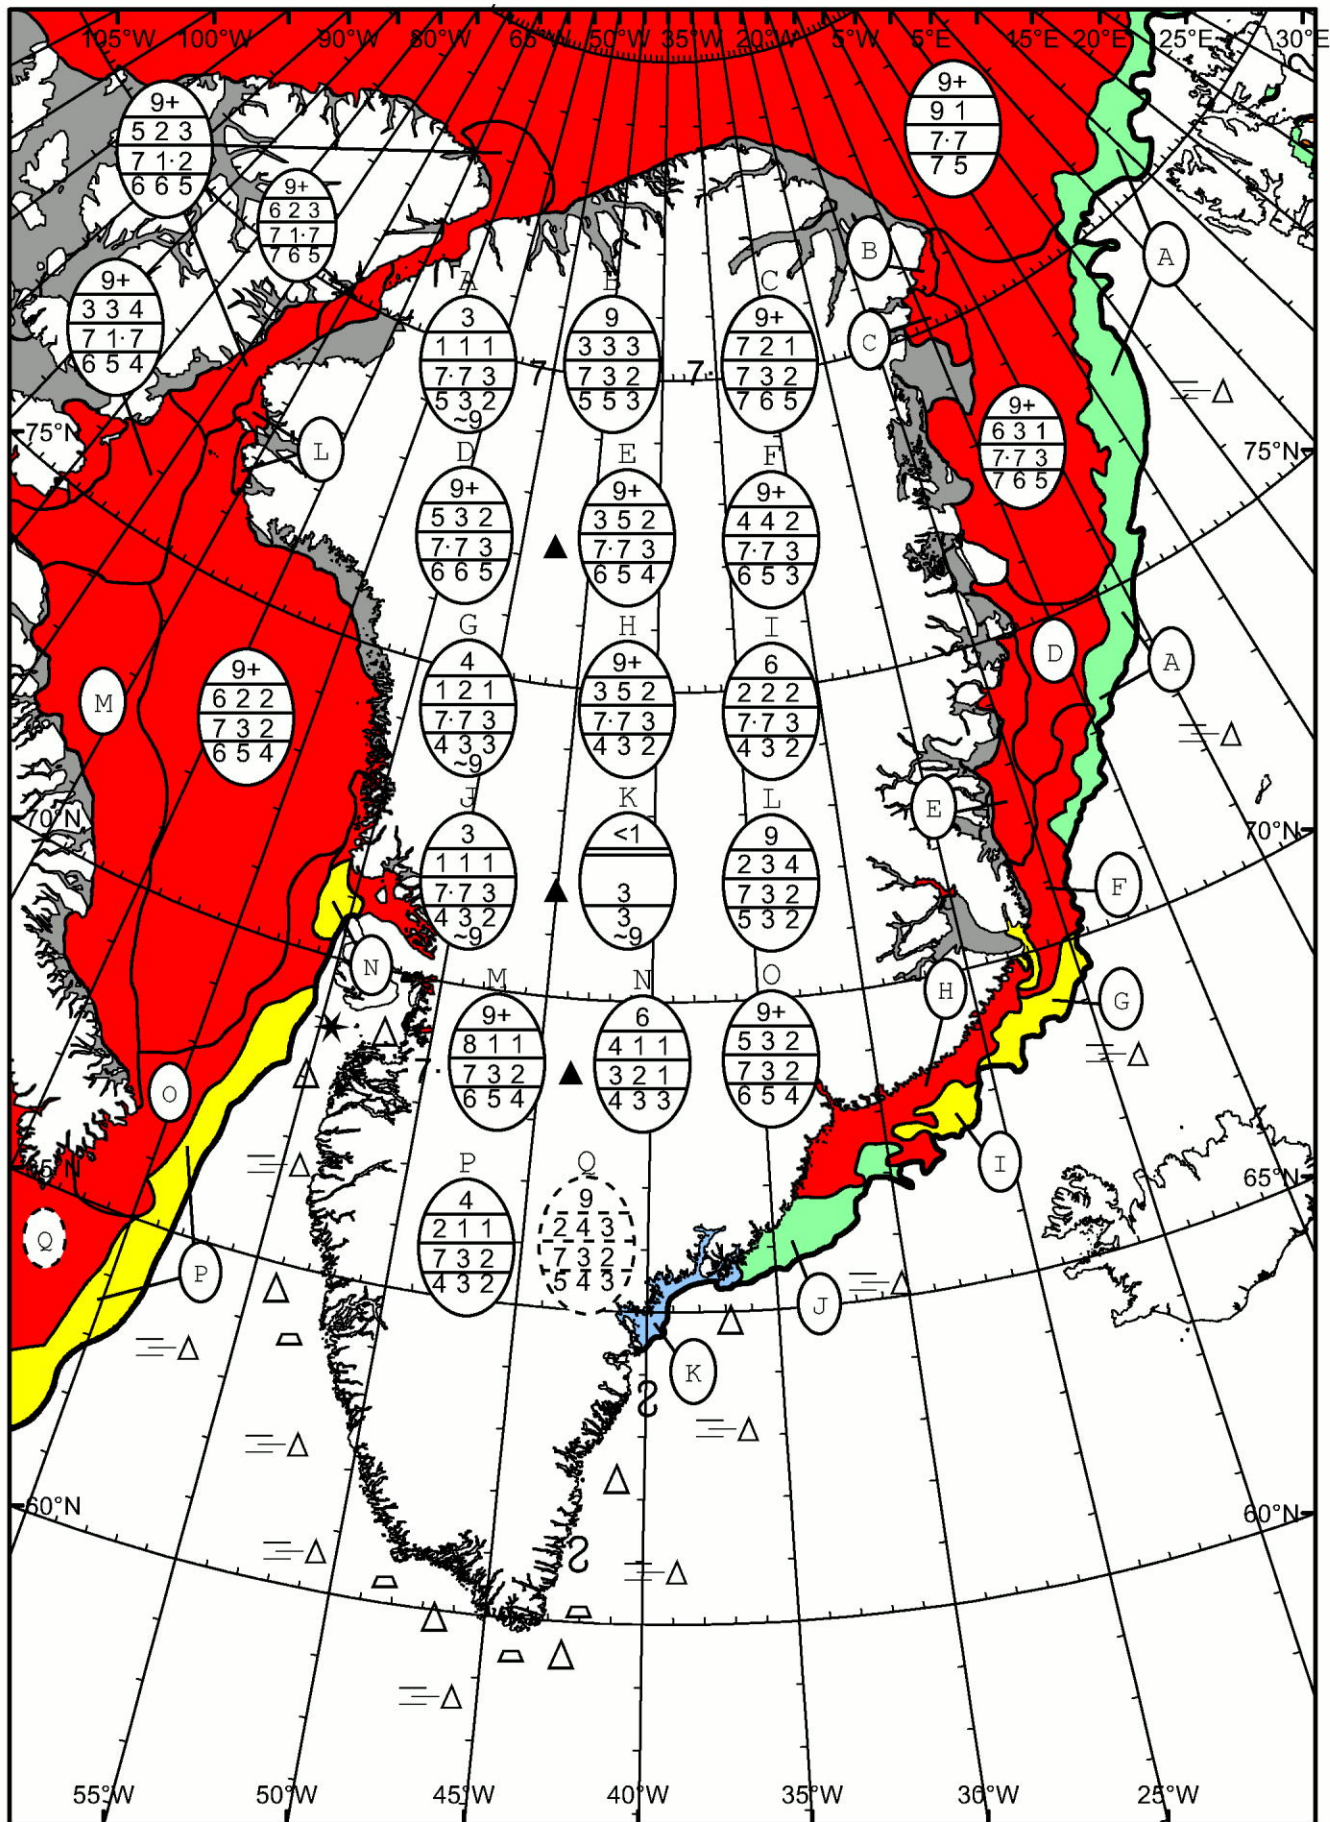 105°W 100°W 90°W 80°W 65°W 50°W 35°W 20°W 5°W 5°E 15°E 20°E 25°E 30°E
9+
5 2 3
7 1· 2
6 6 5
9+
6 2 3
7 1· 7
7 6 5
9+
3 3 4
7 1· 7
6 5 4
9+
9 1
7· 7
7 5
B
A
C
A
3
1 1 1
7· 7 3
5 3 2
~9
7·
B
9
3 3 3
7 3 2
5 5 3
7·
C
9+
7 2 1
7 3 2
7 6 5
9+
6 3 1
7· 7 3
7 6 5
75°N
75°N
L
D
9+
5 3 2
7· 7 3
6 6 5
E
9+
3 5 2
7· 7 3
6 5 4
F
9+
4 4 2
7· 7 3
6 5 3
M
9+
6 2 2
7 3 2
6 5 4
G
4
1 2 1
7· 7 3
4 3 3
~9
H
9+
3 5 2
7· 7 3
4 3 2
I
6
2 2 2
7· 7 3
4 3 2
D
A
70°N
70°N
E
F
J
3
1 1 1
7· 7 3
4 3 2
~9
K
<1
3
3
~9
L
9
2 3 4
7 3 2
5 3 2
N
H
G
M
9+
8 1 1
7 3 2
6 5 4
7·
N
6
4 1 1
3 2 1
4 3 3
O
9+
5 3 2
7 3 2
6 5 4
O
I
65°N
65°N
Q
P
P
4
2 1 1
7 3 2
4 3 2
Q
9
2 4 3
7 3 2
5 4 3
J
K
60°N
60°N
55°W 50°W 45°W 40°W 35°W 30°W 25°W